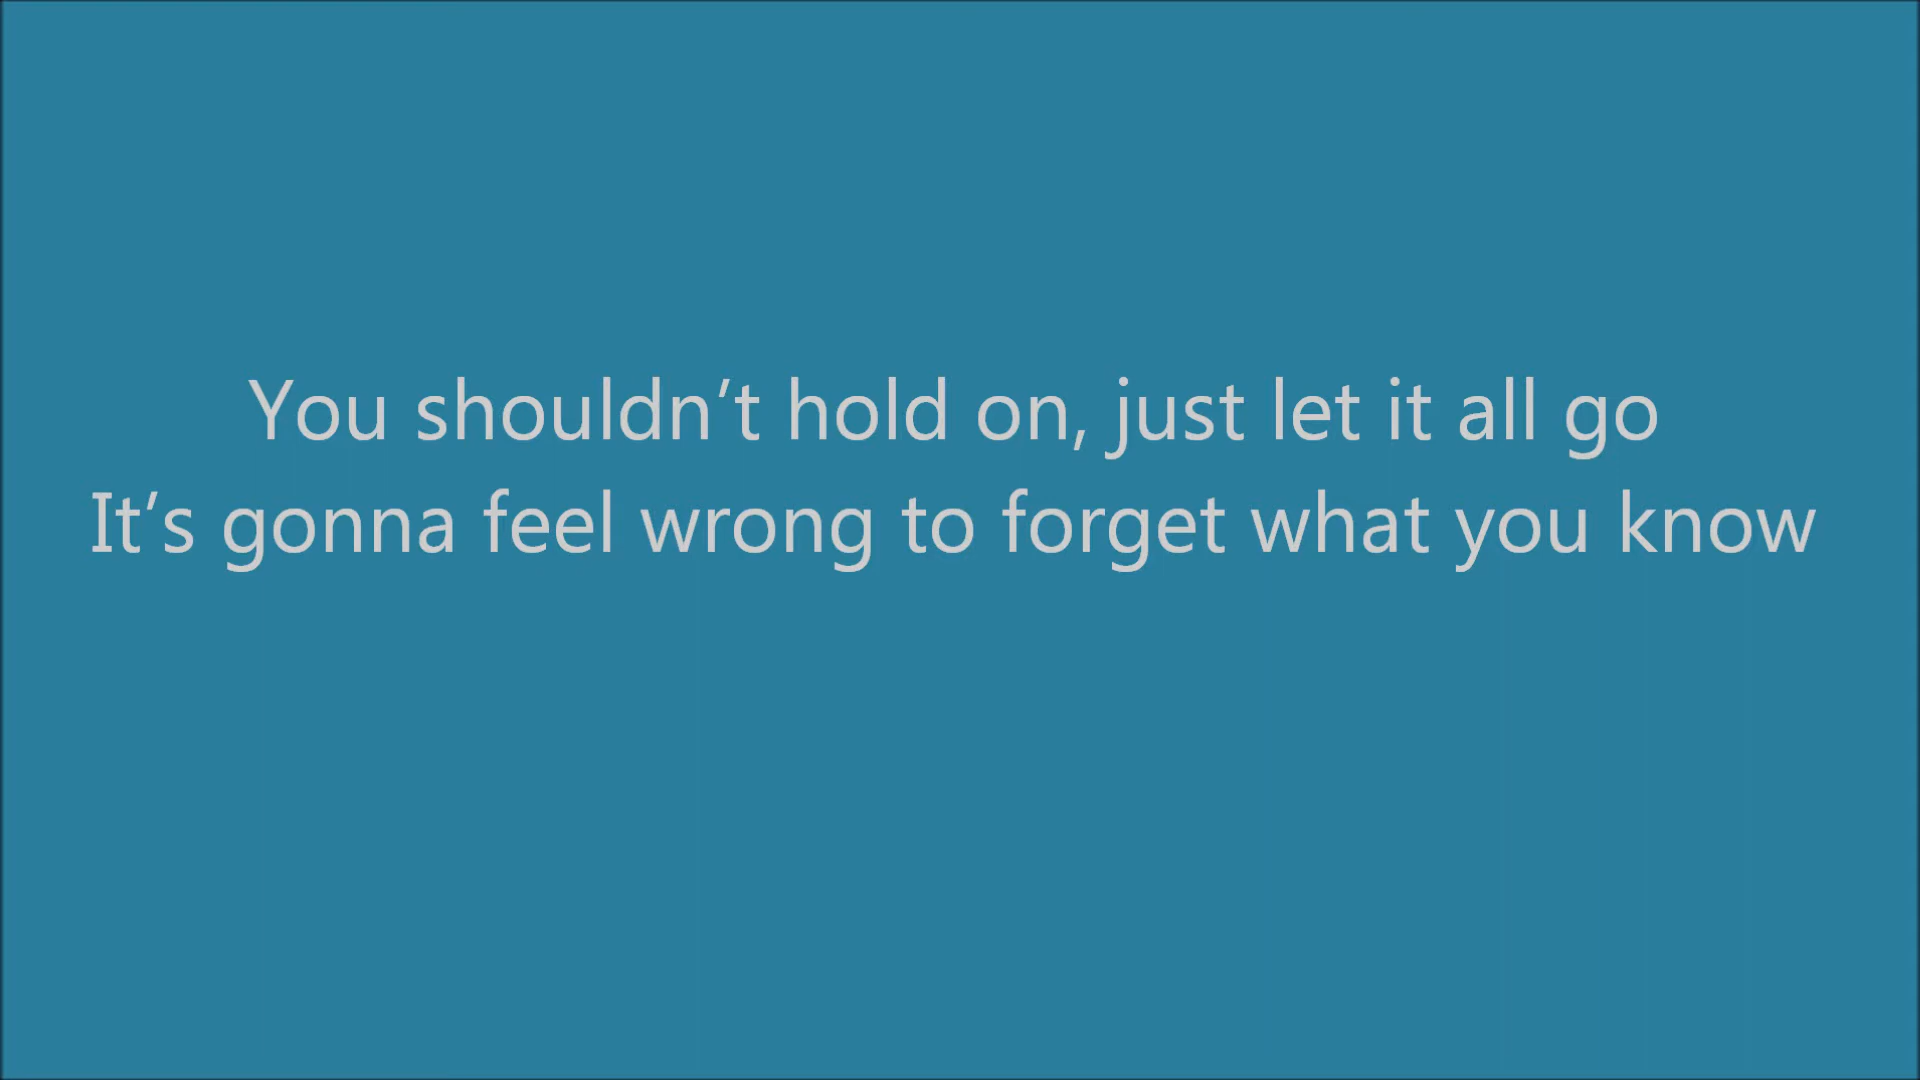 You shouldn’t hold on, just let it all go
It’s gonna feel wrong to forget what you know